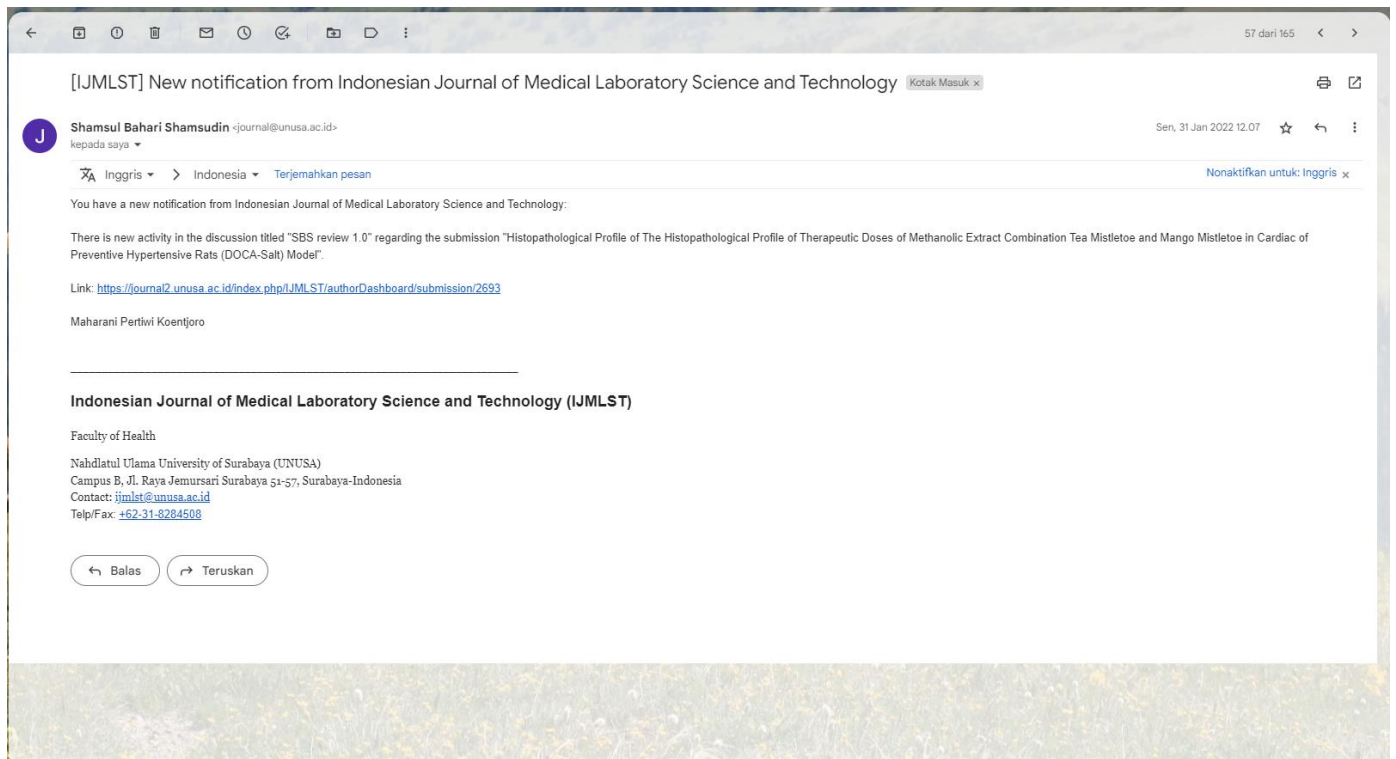 57 dari 165
[IJMLST] New notification from Indonesian Journal of Medical Laboratory Science and Technology Kotak Masuk x
J
Shamsul Bahari Shamsudin <journal@unusa.ac.id>
Sen, 31 Jan 2022 12.07
kepada saya
Inggris > Indonesia Terjemahkan pesan
Nonaktifkan untuk: Inggris x
You have a new notification from Indonesian Journal of Medical Laboratory Science and Technology:
There is new activity in the discussion titled "SBS review 1.0" regarding the submission "Histopathological Profile of The Histopathological Profile of Therapeutic Doses of Methanolic Extract Combination Tea Mistletoe and Mango Mistletoe in Cardiac of
Preventive Hypertensive Rats (DOCA-Salt) Model".
Link: https://journal2.unusa.ac.id/index.php/IJMLST/authorDashboard/submission/2693
Maharani Pertiwi Koentjoro
Indonesian Journal of Medical Laboratory Science and Technology (IJMLST)
Faculty of Health
Nahdlatul Ulama University of Surabaya (UNUSA)
Campus B, Jl. Raya Jemursari Surabaya 51-57, Surabaya-Indonesia
Contact: ijmlst@unusa.ac.id
Telp/Fax: +62-31-8284508
Balas
Teruskan